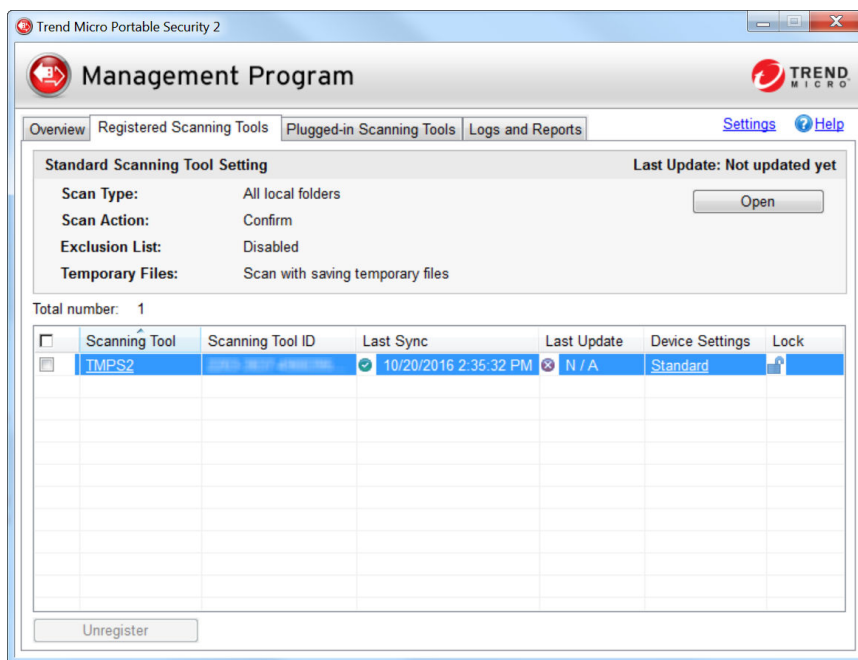 Trend Micro Portable Security 2
Management Program
TREND MICRO
Overview Registered Scanning Tools Plugged-in Scanning Tools Logs and Reports Settings Help
Standard Scanning Tool Setting Last Update: Not updated yet
Scan Type: All local folders
Open
Scan Action: Confirm
Exclusion List: Disabled
Temporary Files: Scan with saving temporary files
Total number: 1
Scanning Tool Scanning Tool ID Last Sync Last Update Device Settings Lock
TMPS2 10/20/2016 2:35:32 PM N / A Standard
Unregister